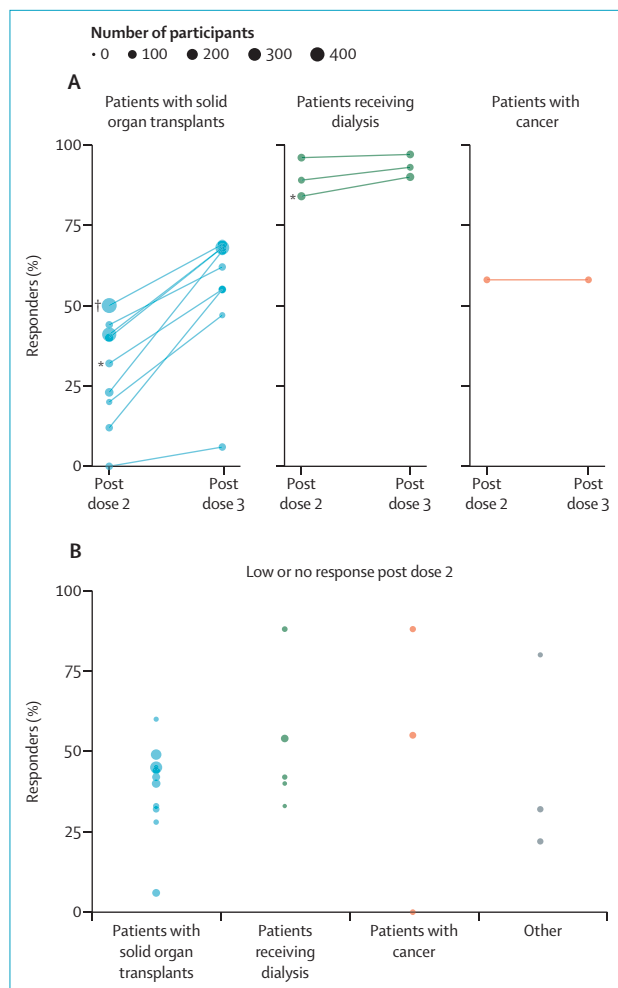 Number of participants
0 100 200 300 400
A
Patients with solid
organ transplants
Patients receiving
dialysis
Patients with
cancer
Responders (%)
100
75
50
25
0
†
*
*
Post
dose 2
Post
dose 3
Post
dose 2
Post
dose 3
Post
dose 2
Post
dose 3
B
Low or no response post dose 2
Responders (%)
100
75
50
25
0
Patients with
solid organ
transplants
Patients
receiving
dialysis
Patients with
cancer
Other